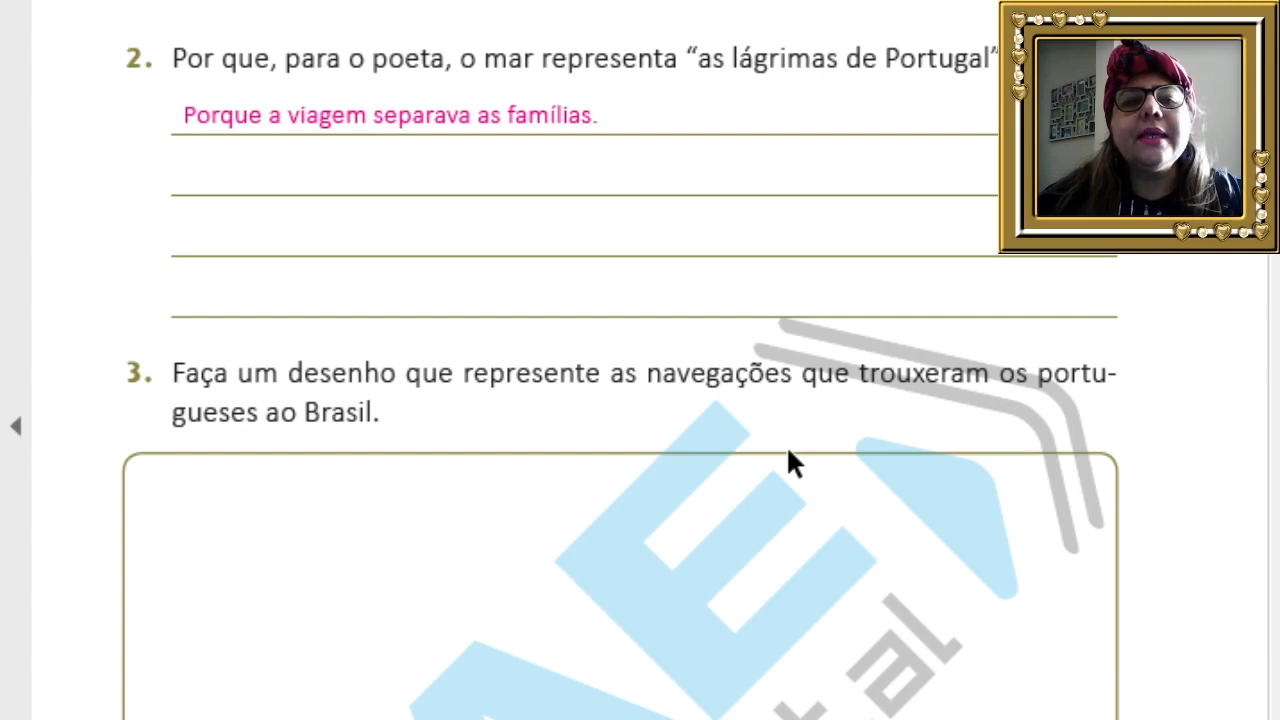 2. Por que, para o poeta, o mar representa “as lágrimas de Portugal”
Porque a viagem separava as famílias.
3. Faça um desenho que represente as navegações que trouxeram os portu-
gueses ao Brasil.